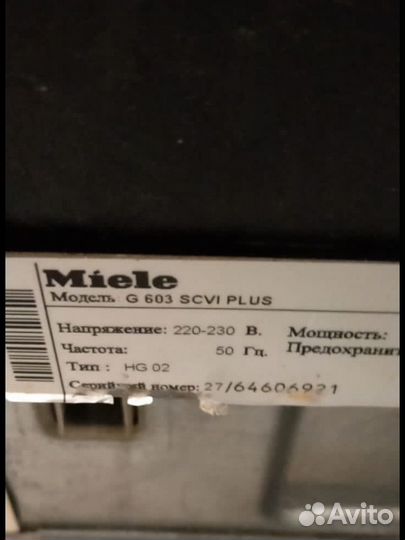 Miele
Модель: G 603 SCVI PLUS
Напряжение: 220-230 В. Мощность:
Частота: 50 Гц. Предохранит
Тип : HG 02
Серийный номер: 27/64606921
Avito